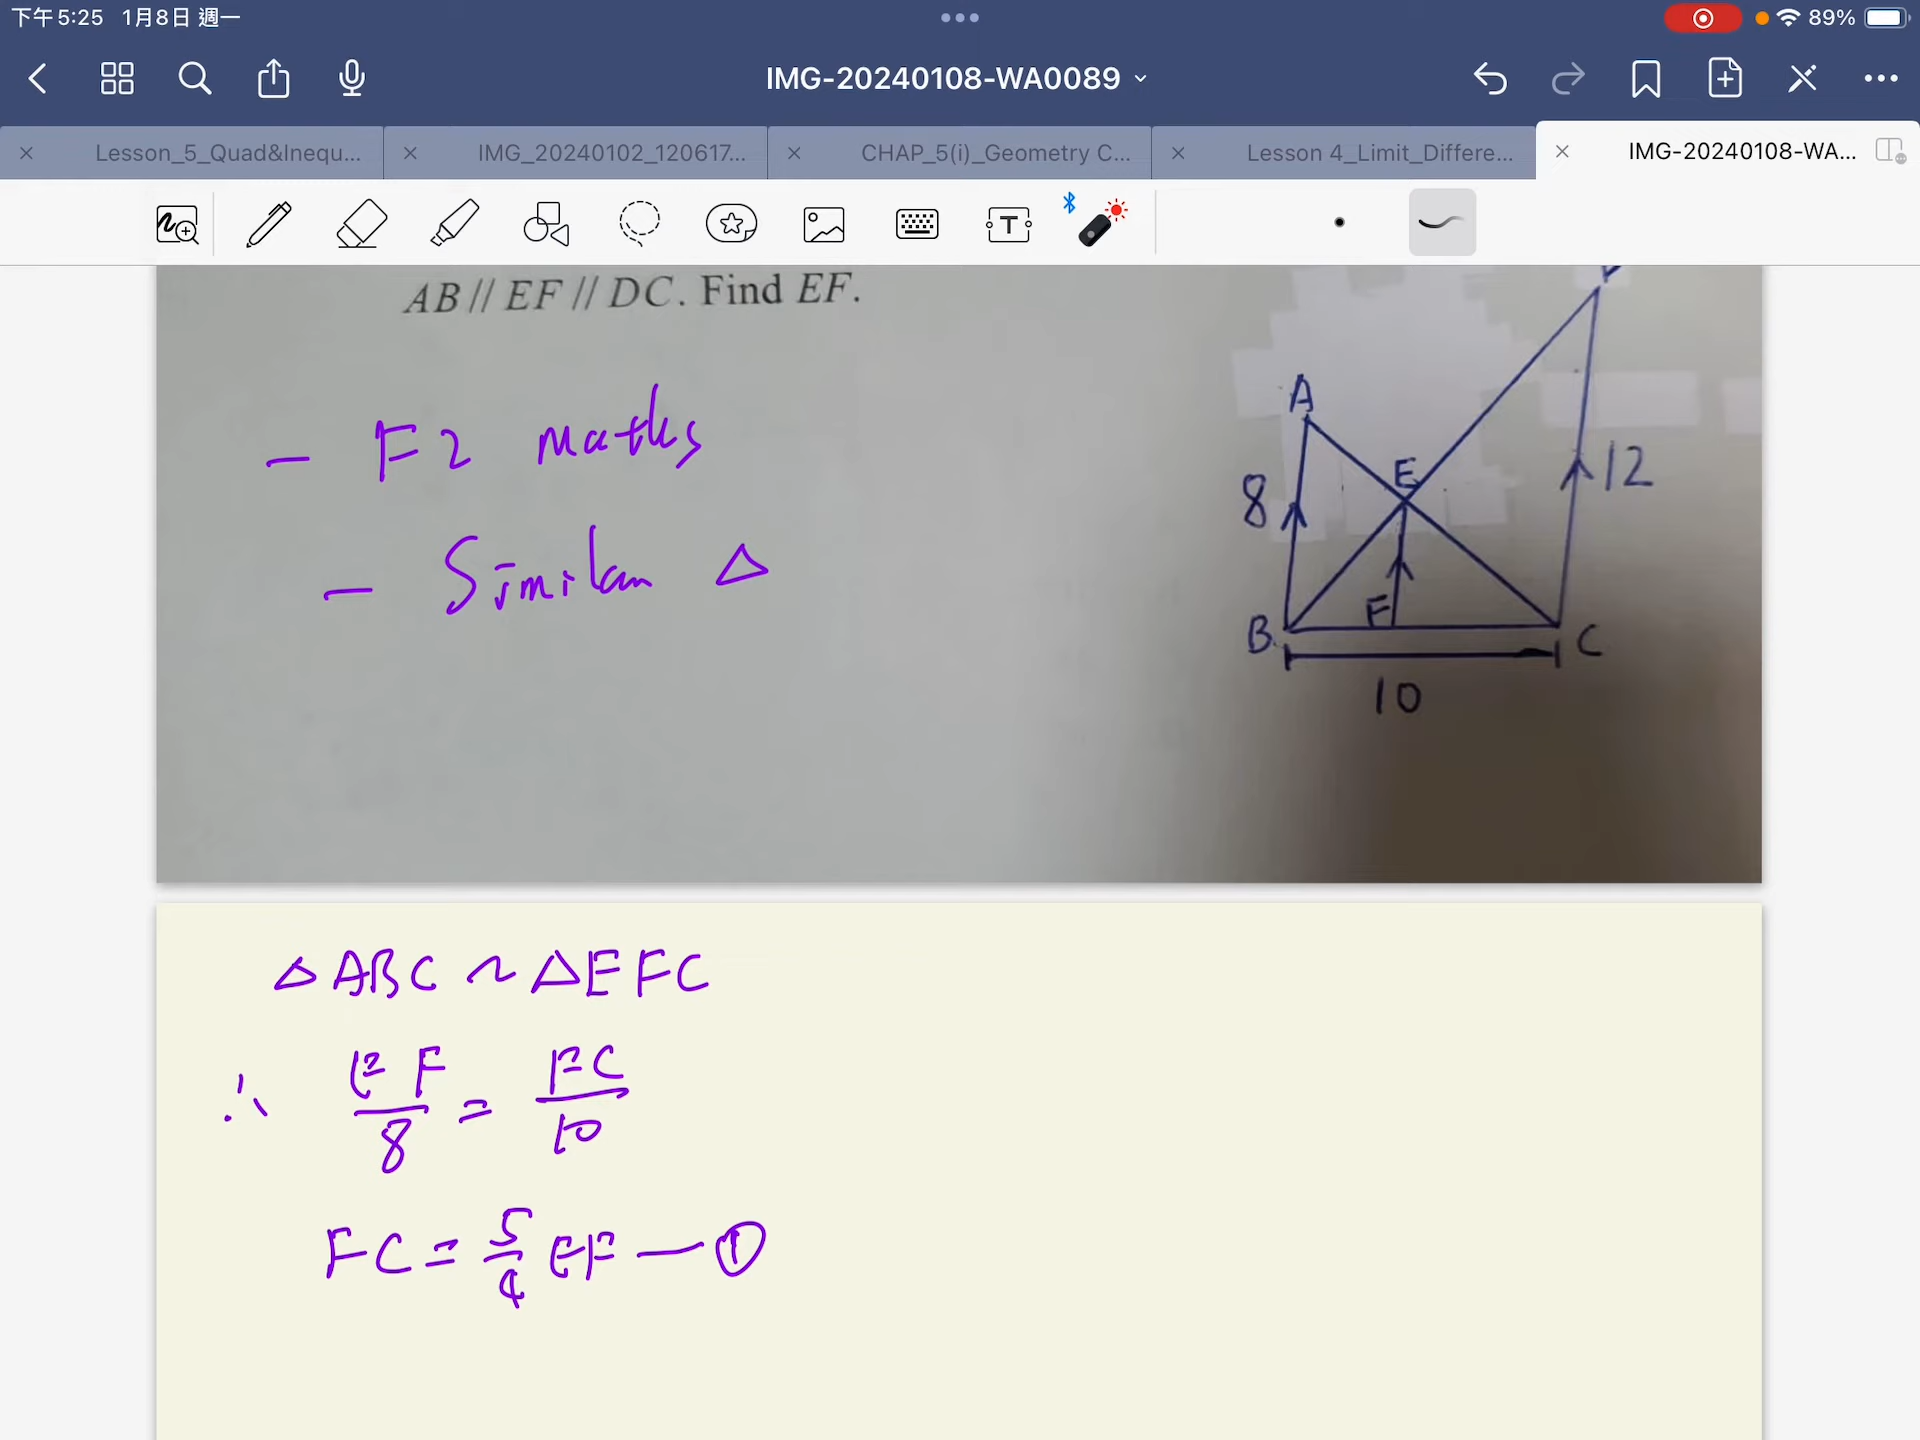 下午5:25 1月8日 週一
89%
IMG-20240108-WA0089
Lesson_5_Quad&Inequ...
IMG_20240102_120617...
CHAP_5(i)_Geometry C...
Lesson 4_Limit_Differe...
IMG-20240108-WA...
T
AB // EF // DC. Find EF.
- F2 maths
- Similar △
A
E
8
12
F
B
C
10
△ABC ~ △EFC
∴ EF/8 = FC/10
FC = 5/4 EF — ①